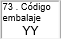 73 . Código
embalaje
YY